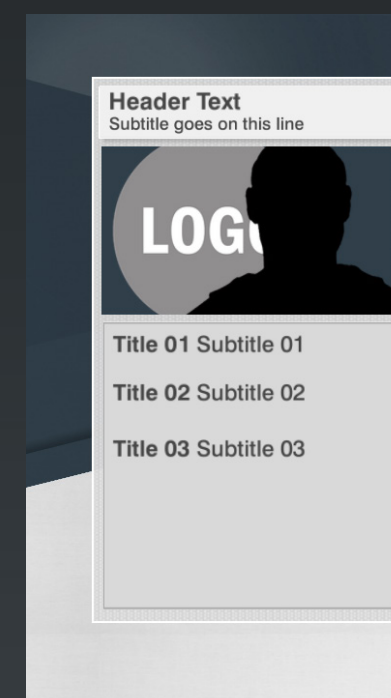 Header Text
Subtitle goes on this line
LOGO
Title 01 Subtitle 01
Title 02 Subtitle 02
Title 03 Subtitle 03